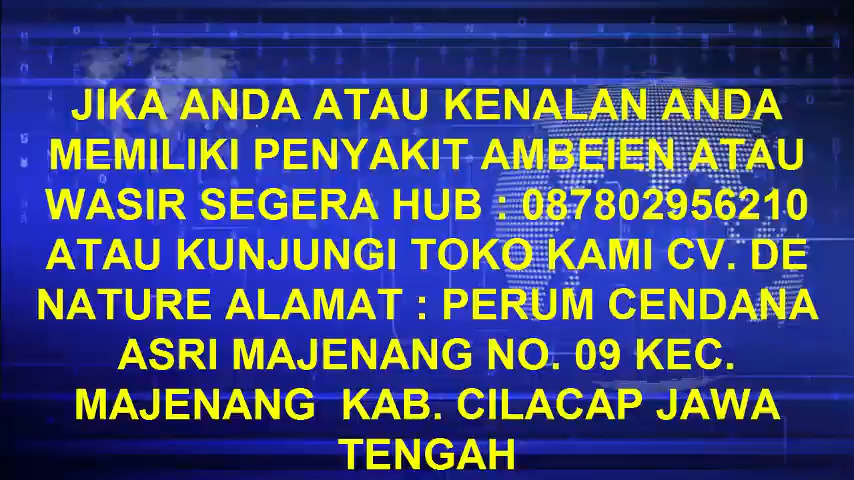 JIKA ANDA ATAU KENALAN ANDA
MEMILIKI PENYAKIT AMBEIEN ATAU
WASIR SEGERA HUB : 087802956210
ATAU KUNJUNGI TOKO KAMI CV. DE
NATURE ALAMAT : PERUM CENDANA
ASRI MAJENANG NO. 09 KEC.
MAJENANG  KAB. CILACAP JAWA
TENGAH